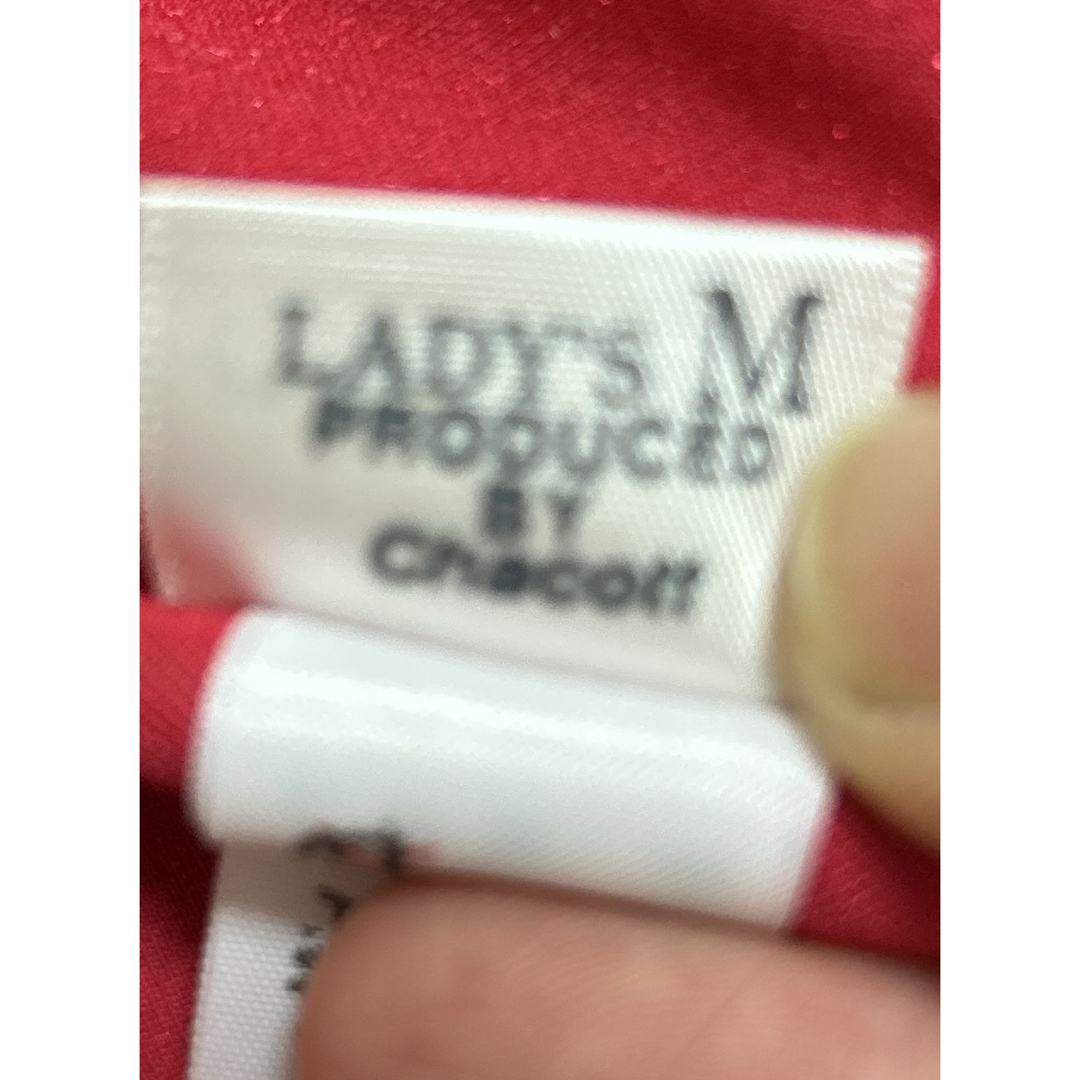 LADY'S M
PRODUCED
BY
Chacott